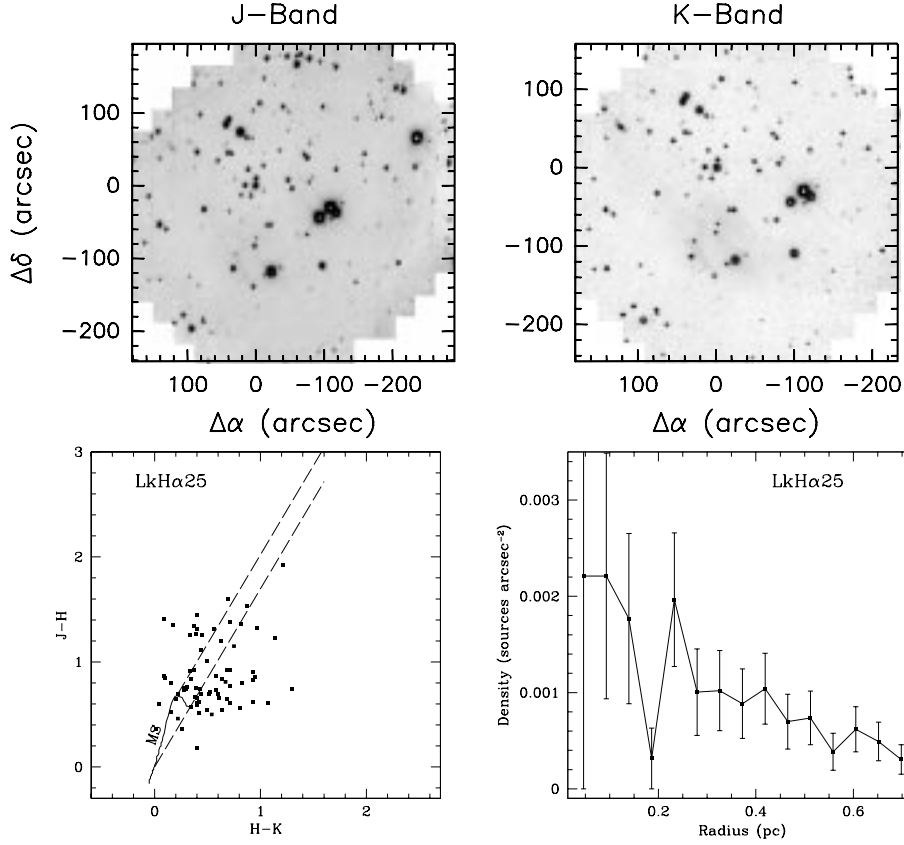 J-Band
K-Band
Δδ (arcsec)
100
0
-100
-200
100
0
-100
-200
100 0 -100 -200
100 0 -100 -200
Δα (arcsec)
Δα (arcsec)
LkHα25
3
2
1
0
J-H
MS
0 1 2
H-K
LkHα25
0.003
0.002
0.001
0
Density (sources arcsec⁻²)
0.2 0.4 0.6
Radius (pc)